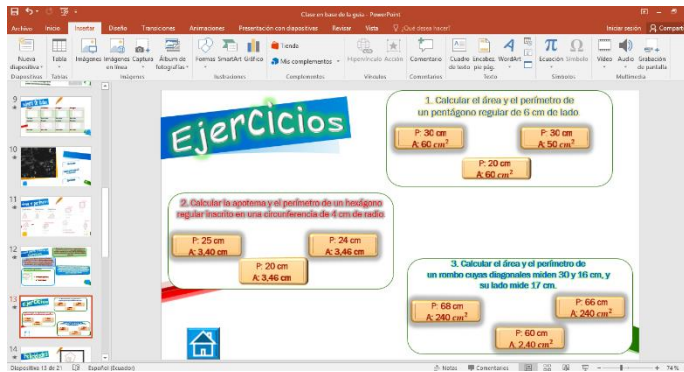 Clase en base de la guia - PowerPoint
Archivo Inicio Insertar Diseño Transiciones Animaciones Presentación con diapositivas Revisar Vista ¿Qué desea hacer? Iniciar sesión Compartir
Nueva diapositiva
Tabla
Imágenes
Imágenes en línea
Captura
Álbum de fotografías
Formas
SmartArt
Gráfico
Tienda
Mis complementos
Hipervínculo
Acción
Comentario
Cuadro de texto
Encabez. pie pág.
WordArt
Ecuación
Símbolo
Vídeo
Audio
Grabación de pantalla
Diapositivas Tablas Imágenes Ilustraciones Complementos Vínculos Comentarios Texto Símbolos Multimedia
9
10
11
12
13
14
Ejercicios
1. Calcular el área y el perímetro de
un pentágono regular de 6 cm de lado
P: 30 cm
A: 60 cm²
P: 30 cm
A: 50 cm²
P: 20 cm
A: 60 cm²
2. Calcular la apotema y el perímetro de un hexágono
regular inscrito en una circunferencia de 4 cm de radio
P: 25 cm
A: 3,40 cm
P: 24 cm
A: 3,46 cm
P: 20 cm
A: 3,46 cm
3. Calcular el área y el perímetro de
un rombo cuyas diagonales miden 30 y 16 cm, y
su lado mide 17 cm.
P: 68 cm
A: 240 cm²
P: 66 cm
A: 240 cm²
P: 60 cm
A: 2,40 cm²
Diapositiva 13 de 21 Español (Ecuador) Notas Comentarios 74%